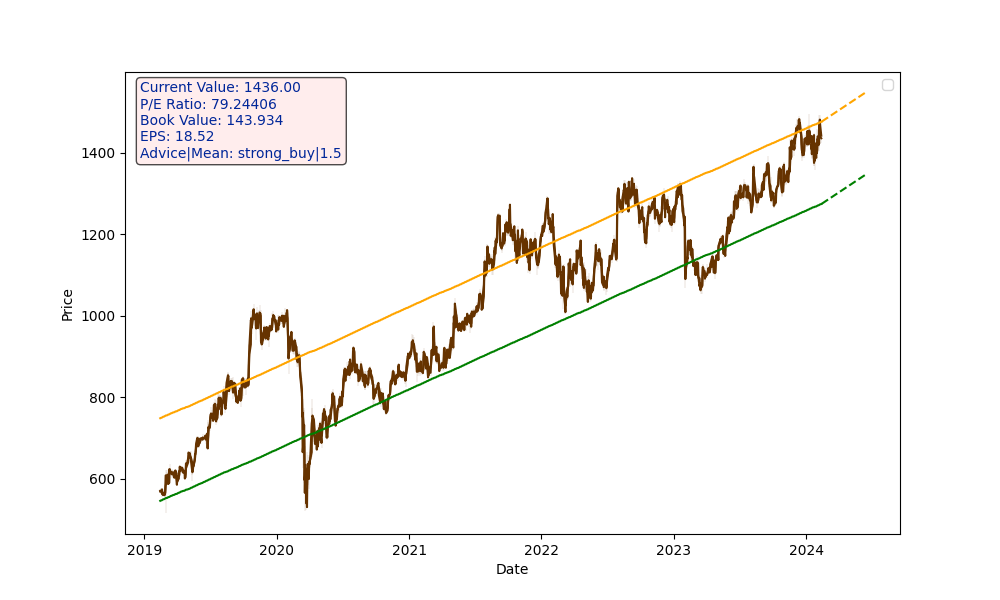 Current Value: 1436.00
P/E Ratio: 79.24406
Book Value: 143.934
EPS: 18.52
Advice|Mean: strong_buy|1.5
1400
1200
1000
800
600
Price
2019 2020 2021 2022 2023 2024
Date